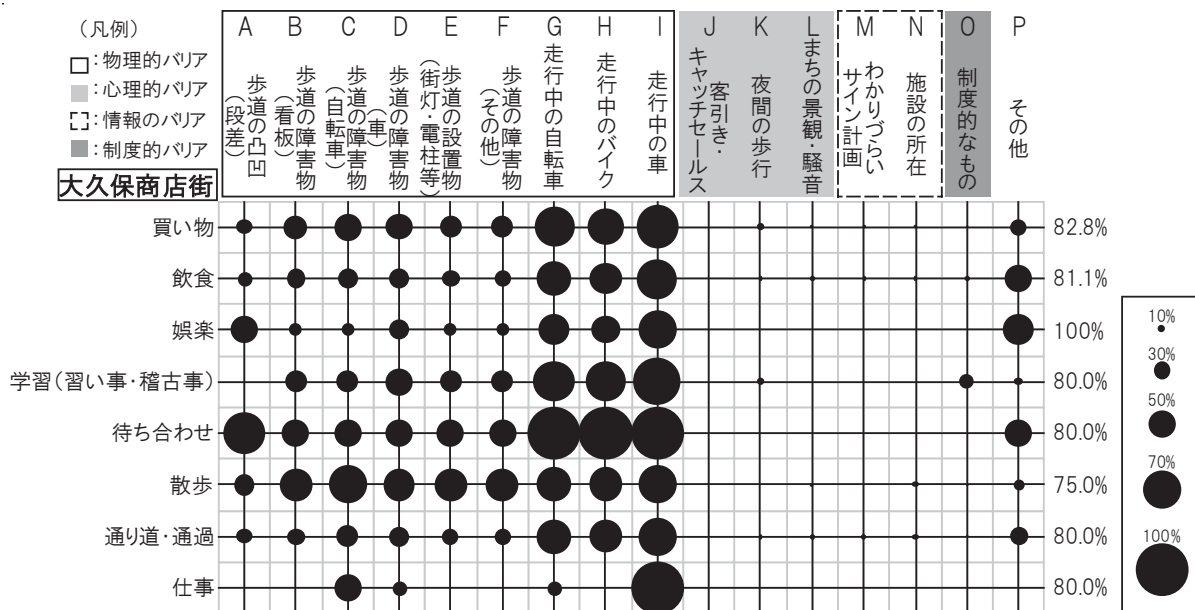 (凡例)
□:物理的バリア
■:心理的バリア
:情報のバリア
■:制度的バリア
大久保商店街
A
歩道の凸凹
(段差)
B
歩道の障害物
(看板)
C
歩道の障害物
(自転車)
D
歩道の障害物
(車)
E
歩道の設置物
(街灯・電柱等)
F
歩道の障害物
(その他)
G
走行中の自転車
H
走行中のバイク
I
走行中の車
J
客引き・
キャッチセールス
K
夜間の歩行
L
まちの景観・騒音
M
わかりづらい
サイン計画
N
施設の所在
O
制度的なもの
P
その他
買い物 82.8%
飲食 81.1%
娯楽 100%
学習(習い事・稽古事) 80.0%
待ち合わせ 80.0%
散歩 75.0%
通り道・通過 80.0%
仕事 80.0%
10%
30%
50%
70%
100%